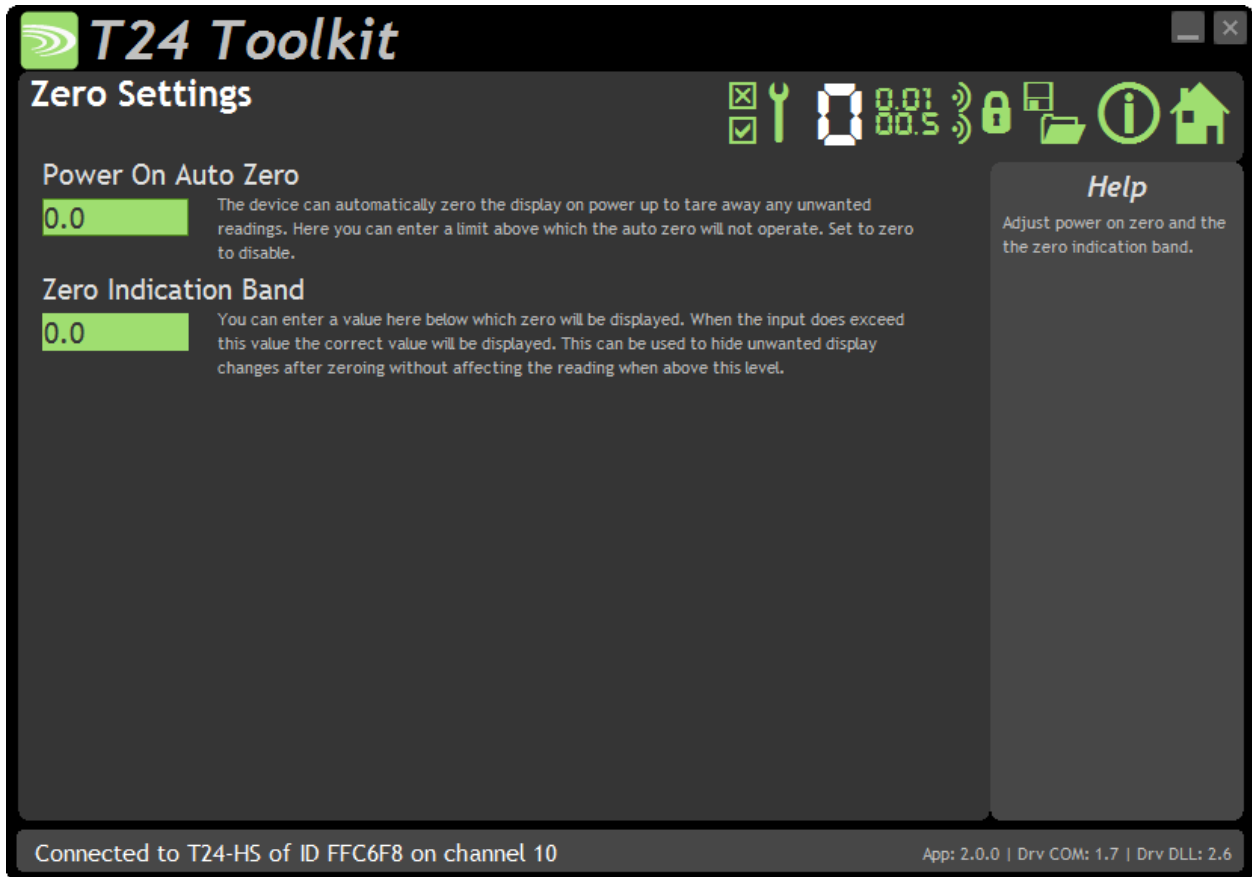 T24 Toolkit
Zero Settings
0
0.01
00.5
Power On Auto Zero
0.0
The device can automatically zero the display on power up to tare away any unwanted
readings. Here you can enter a limit above which the auto zero will not operate. Set to zero
to disable.
Zero Indication Band
0.0
You can enter a value here below which zero will be displayed. When the input does exceed
this value the correct value will be displayed. This can be used to hide unwanted display
changes after zeroing without affecting the reading when above this level.
Help
Adjust power on zero and the
the zero indication band.
Connected to T24-HS of ID FFC6F8 on channel 10
App: 2.0.0 | Drv COM: 1.7 | Drv DLL: 2.6